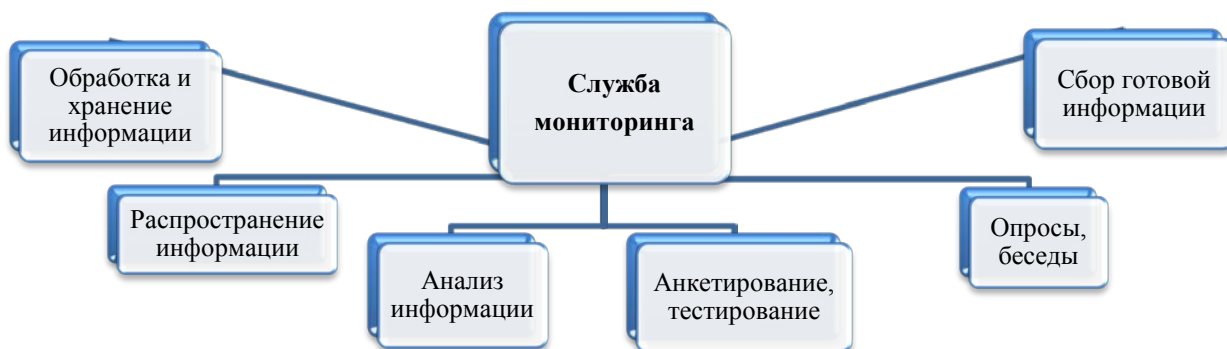 Служба
мониторинга
Обработка и
хранение
информации
Сбор готовой
информации
Распространение
информации
Анализ
информации
Анкетирование,
тестирование
Опросы,
беседы